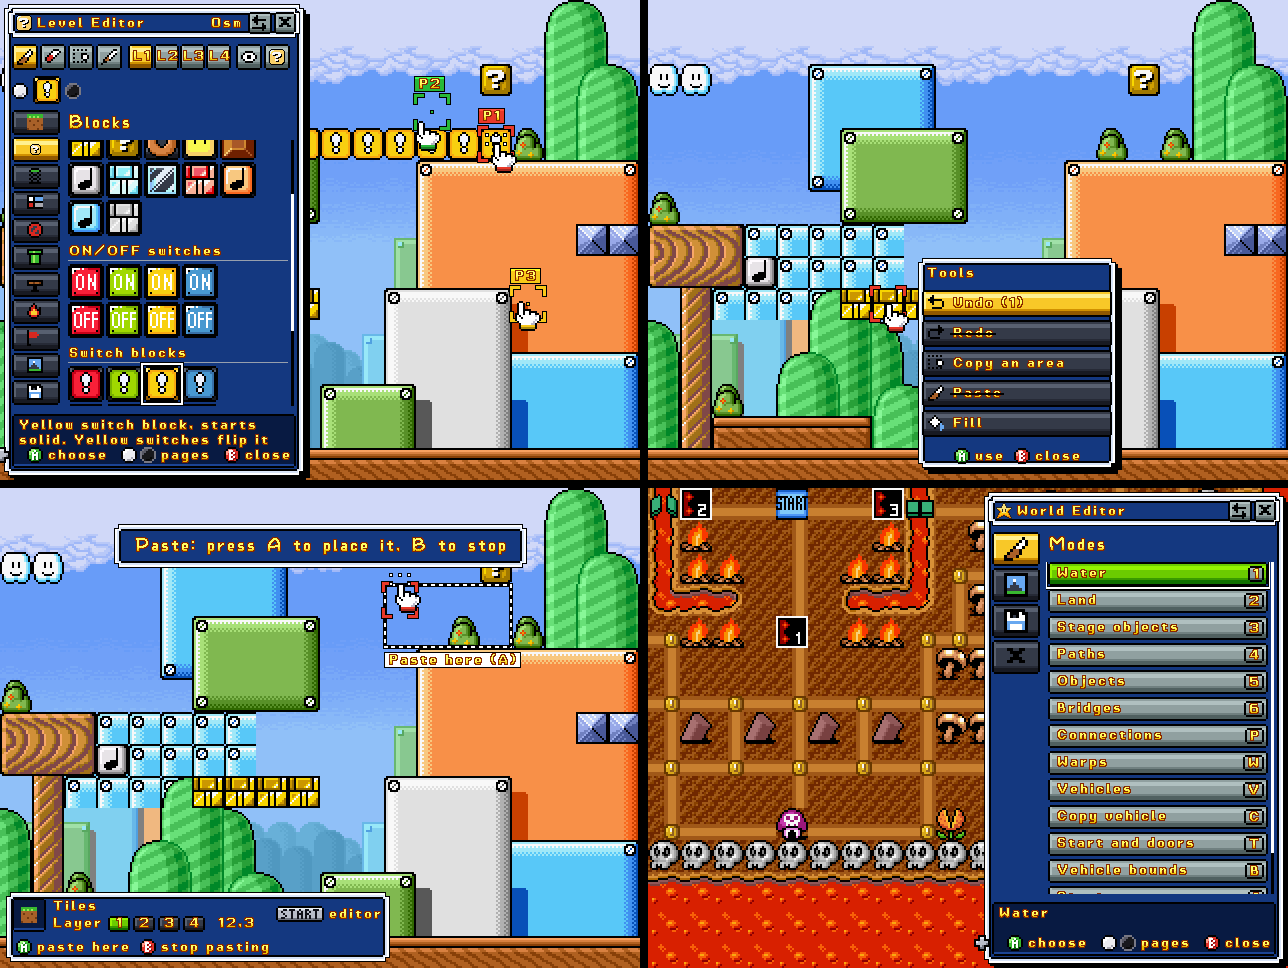 Level Editor Osm
L1 L2 L3 L4
Blocks
ON/OFF switches
ON ON ON ON
OFF OFF OFF OFF
Switch blocks
Yellow switch block, starts
solid. Yellow switches flip it
A choose pages B close
P2
P1
P3
Tools
Undo (1)
Redo
Copy an area
Paste
Fill
A use B close
Paste: press A to place it, B to stop
Paste here (A)
Tiles
Layer 1 2 3 4 12.3 START editor
A paste here B stop pasting
2 START 3
1
World Editor
Modes
Water 1
Land 2
Stage objects 3
Paths 4
Objects 5
Bridges 6
Connections P
Warps W
Vehicles V
Copy vehicle C
Start and doors T
Vehicle bounds B
Water
A choose pages B close